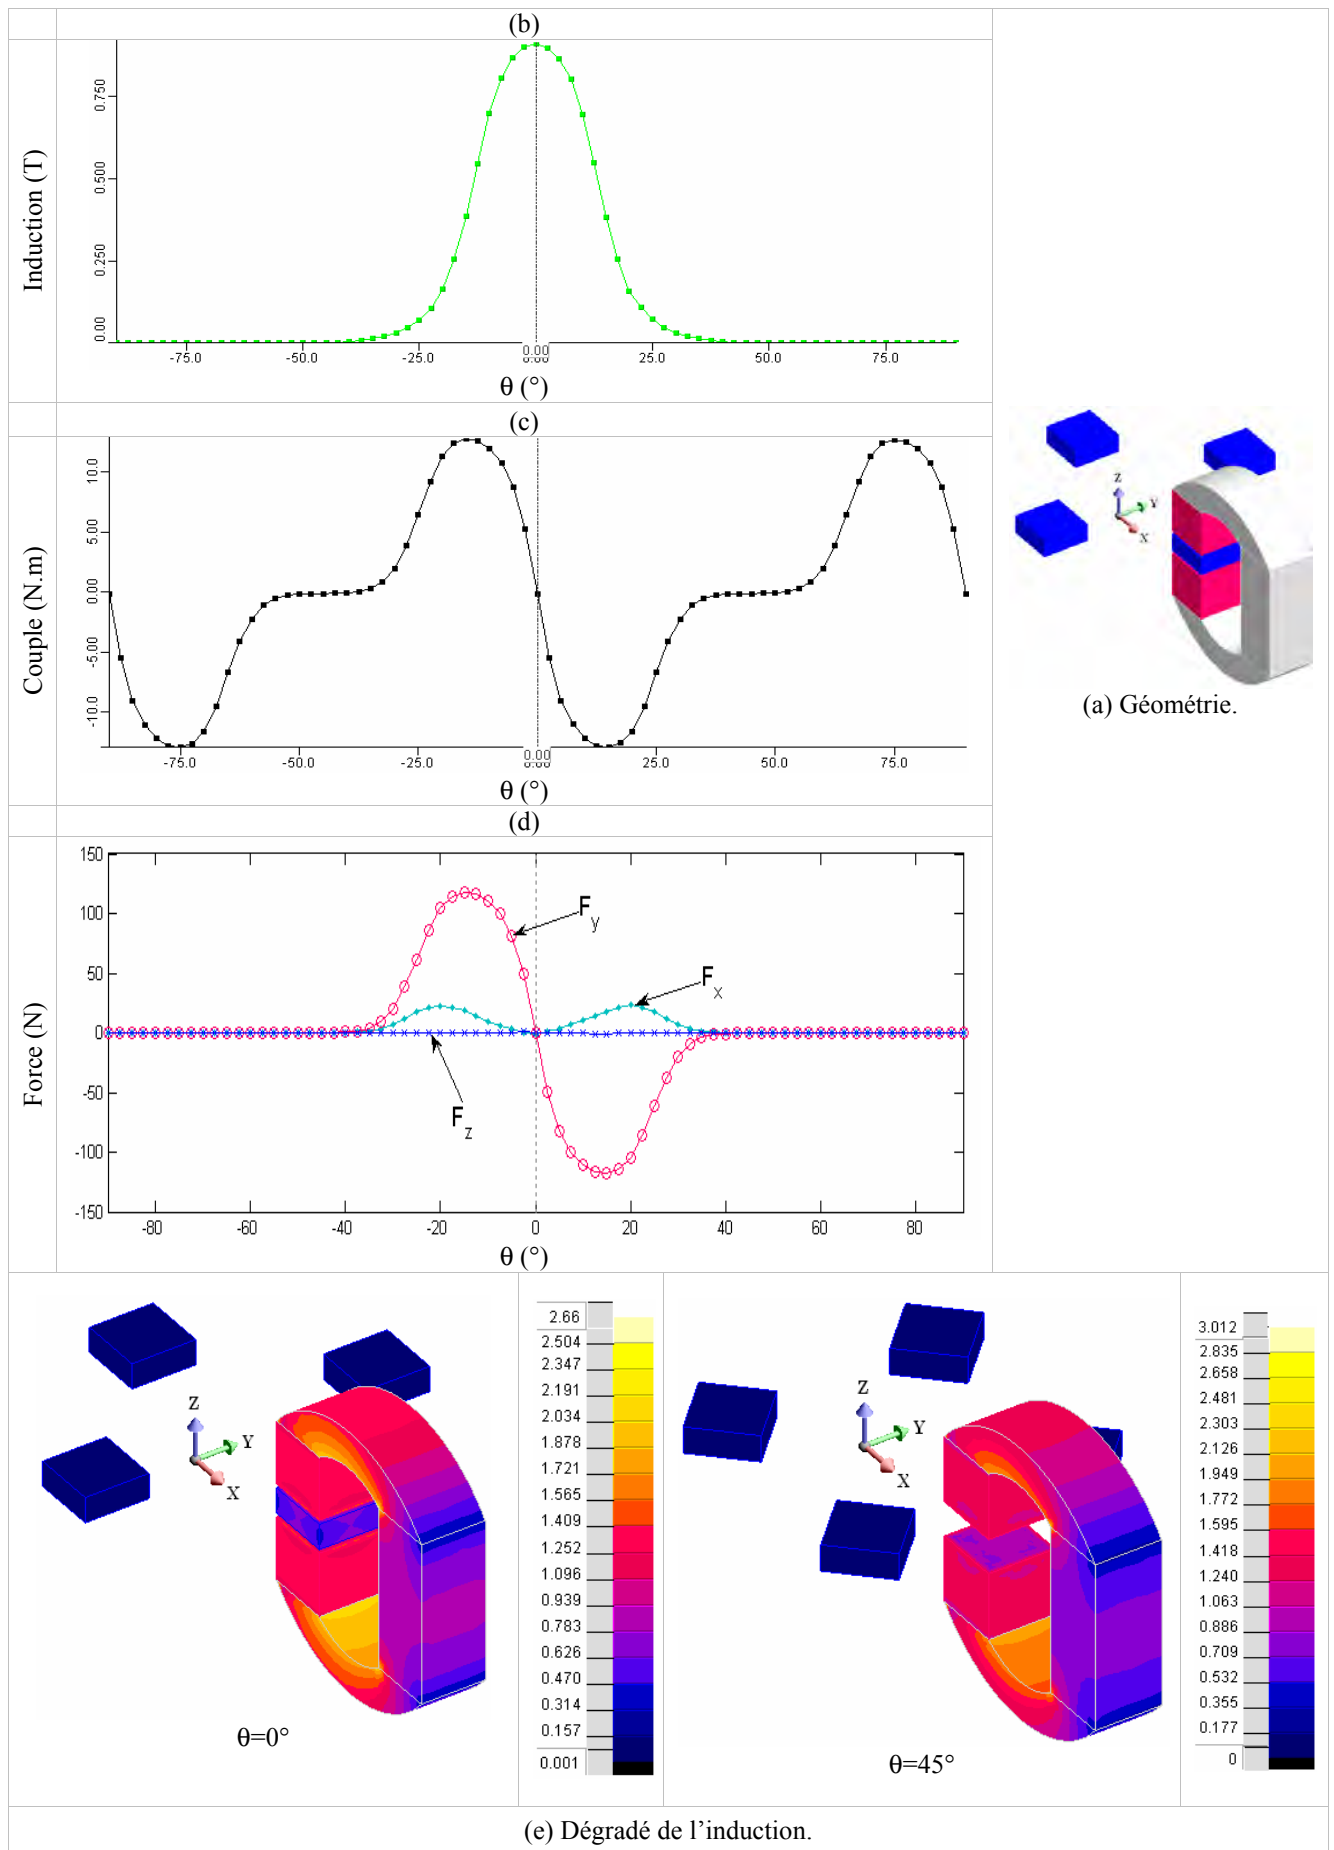 (b)
Induction (T)
0.750
0.500
0.250
0.00
-75.0 -50.0 -25.0 0.00 25.0 50.0 75.0
0.00
θ (°)
(c)
Couple (N.m)
10.0
5.00
0.00
-5.00
-10.0
-75.0 -50.0 -25.0 0.00 25.0 50.0 75.0
θ (°)
(d)
Force (N)
150
100
50
0
-50
-100
-150
-80 -60 -40 -20 0 20 40 60 80
Fy
Fx
Fz
θ (°)
Z
Y
X
(a) Géométrie.
Z
Y
X
θ=0°
2.66
2.504
2.347
2.191
2.034
1.878
1.721
1.565
1.409
1.252
1.096
0.939
0.783
0.626
0.470
0.314
0.157
0.001
Z
Y
X
θ=45°
3.012
2.835
2.658
2.481
2.303
2.126
1.949
1.772
1.595
1.418
1.240
1.063
0.886
0.709
0.532
0.355
0.177
0
(e) Dégradé de l’induction.